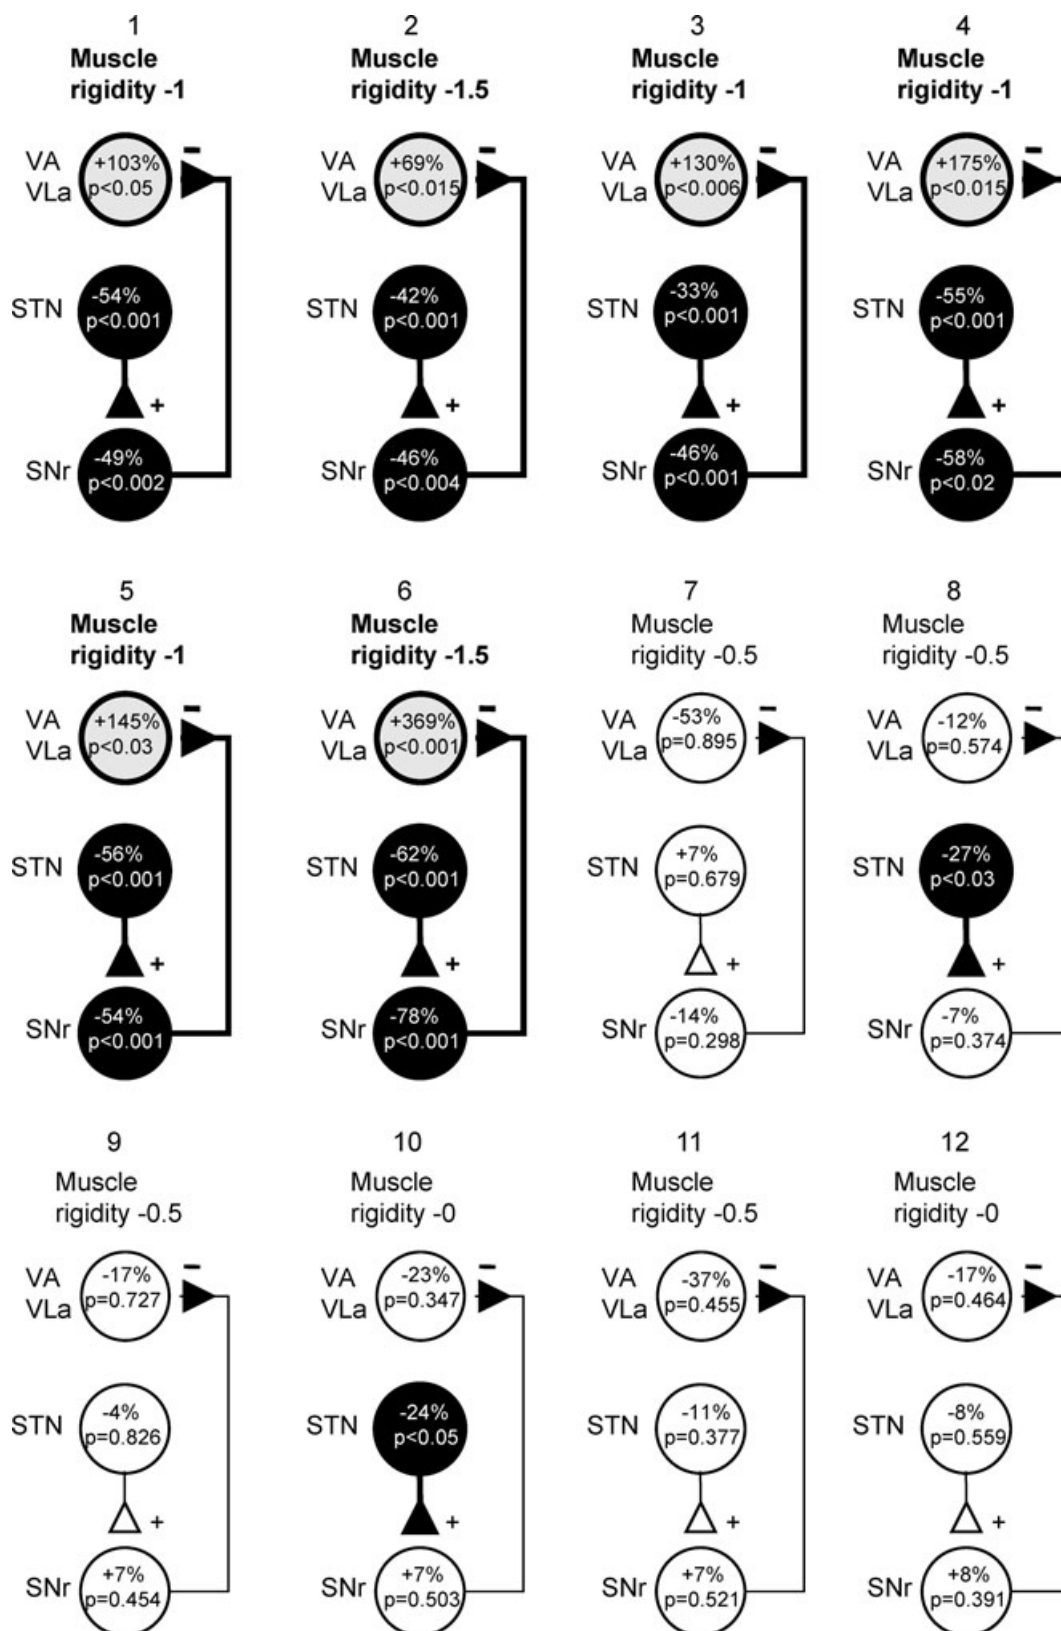 1
Muscle
rigidity -1
VA
VLa
+103%
p<0.05
-
STN
-54%
p<0.001
+
SNr
-49%
p<0.002
2
Muscle
rigidity -1.5
VA
VLa
+69%
p<0.015
-
STN
-42%
p<0.001
+
SNr
-46%
p<0.004
3
Muscle
rigidity -1
VA
VLa
+130%
p<0.006
-
STN
-33%
p<0.001
+
SNr
-46%
p<0.001
4
Muscle
rigidity -1
VA
VLa
+175%
p<0.015
-
STN
-55%
p<0.001
+
SNr
-58%
p<0.02
5
Muscle
rigidity -1
VA
VLa
+145%
p<0.03
-
STN
-56%
p<0.001
+
SNr
-54%
p<0.001
6
Muscle
rigidity -1.5
VA
VLa
+369%
p<0.001
-
STN
-62%
p<0.001
+
SNr
-78%
p<0.001
7
Muscle
rigidity -0.5
VA
VLa
-53%
p=0.895
-
STN
+7%
p=0.679
+
SNr
-14%
p=0.298
8
Muscle
rigidity -0.5
VA
VLa
-12%
p=0.574
-
STN
-27%
p<0.03
+
SNr
-7%
p=0.374
9
Muscle
rigidity -0.5
VA
VLa
-17%
p=0.727
-
STN
-4%
p=0.826
+
SNr
+7%
p=0.454
10
Muscle
rigidity -0
VA
VLa
-23%
p=0.347
-
STN
-24%
p<0.05
+
SNr
+7%
p=0.503
11
Muscle
rigidity -0.5
VA
VLa
-37%
p=0.455
-
STN
-11%
p=0.377
+
SNr
+7%
p=0.521
12
Muscle
rigidity -0
VA
VLa
-17%
p=0.464
-
STN
-8%
p=0.559
+
SNr
+8%
p=0.391